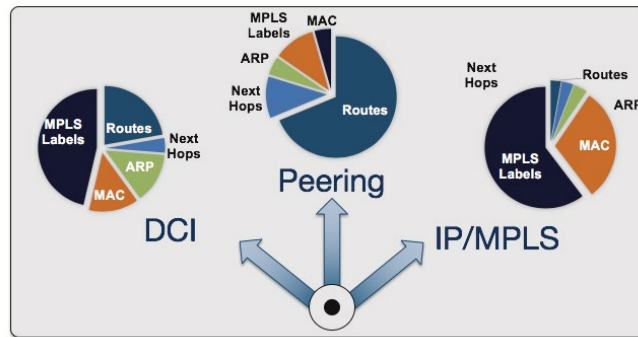 MPLS
Labels
Routes
Next
Hops
ARP
MAC
DCI
MPLS
Labels
MAC
ARP
Next
Hops
Routes
Peering
Next
Hops
Routes
ARP
MAC
MPLS
Labels
IP/MPLS